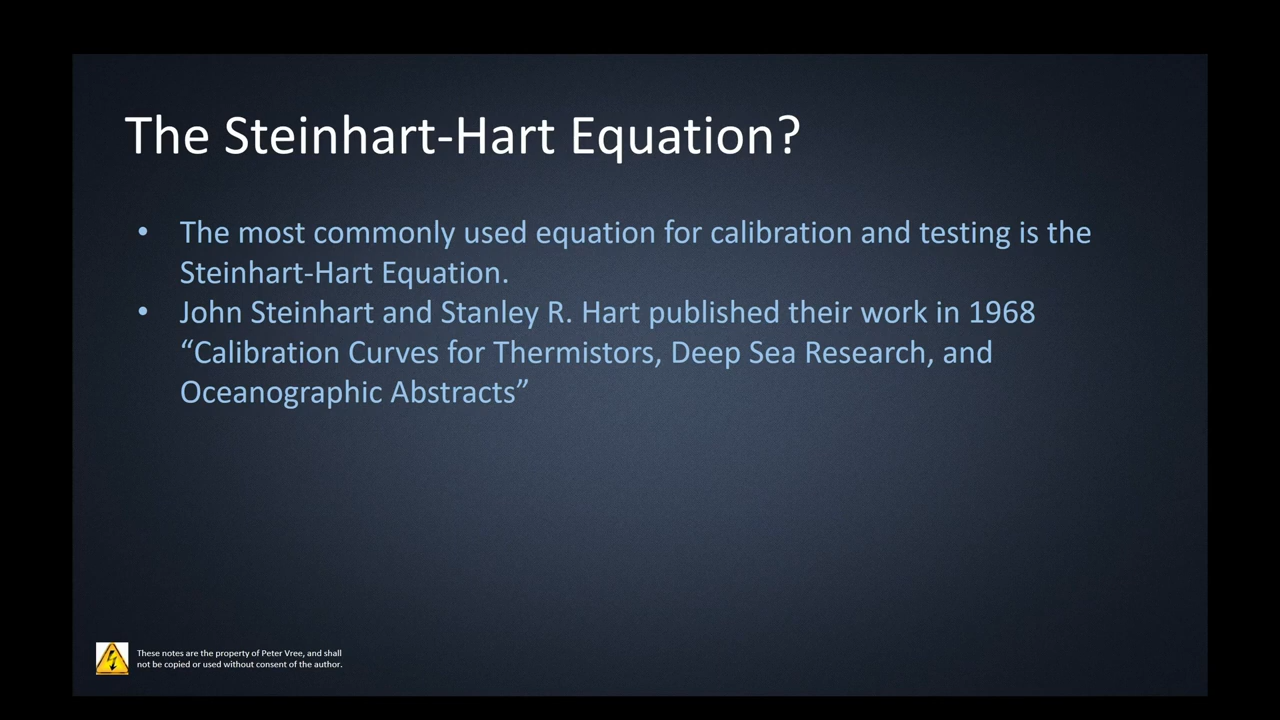 The Steinhart-Hart Equation?
• The most commonly used equation for calibration and testing is the
Steinhart-Hart Equation.
• John Steinhart and Stanley R. Hart published their work in 1968
“Calibration Curves for Thermistors, Deep Sea Research, and
Oceanographic Abstracts”
These notes are the property of Peter Vree, and shall
not be copied or used without consent of the author.